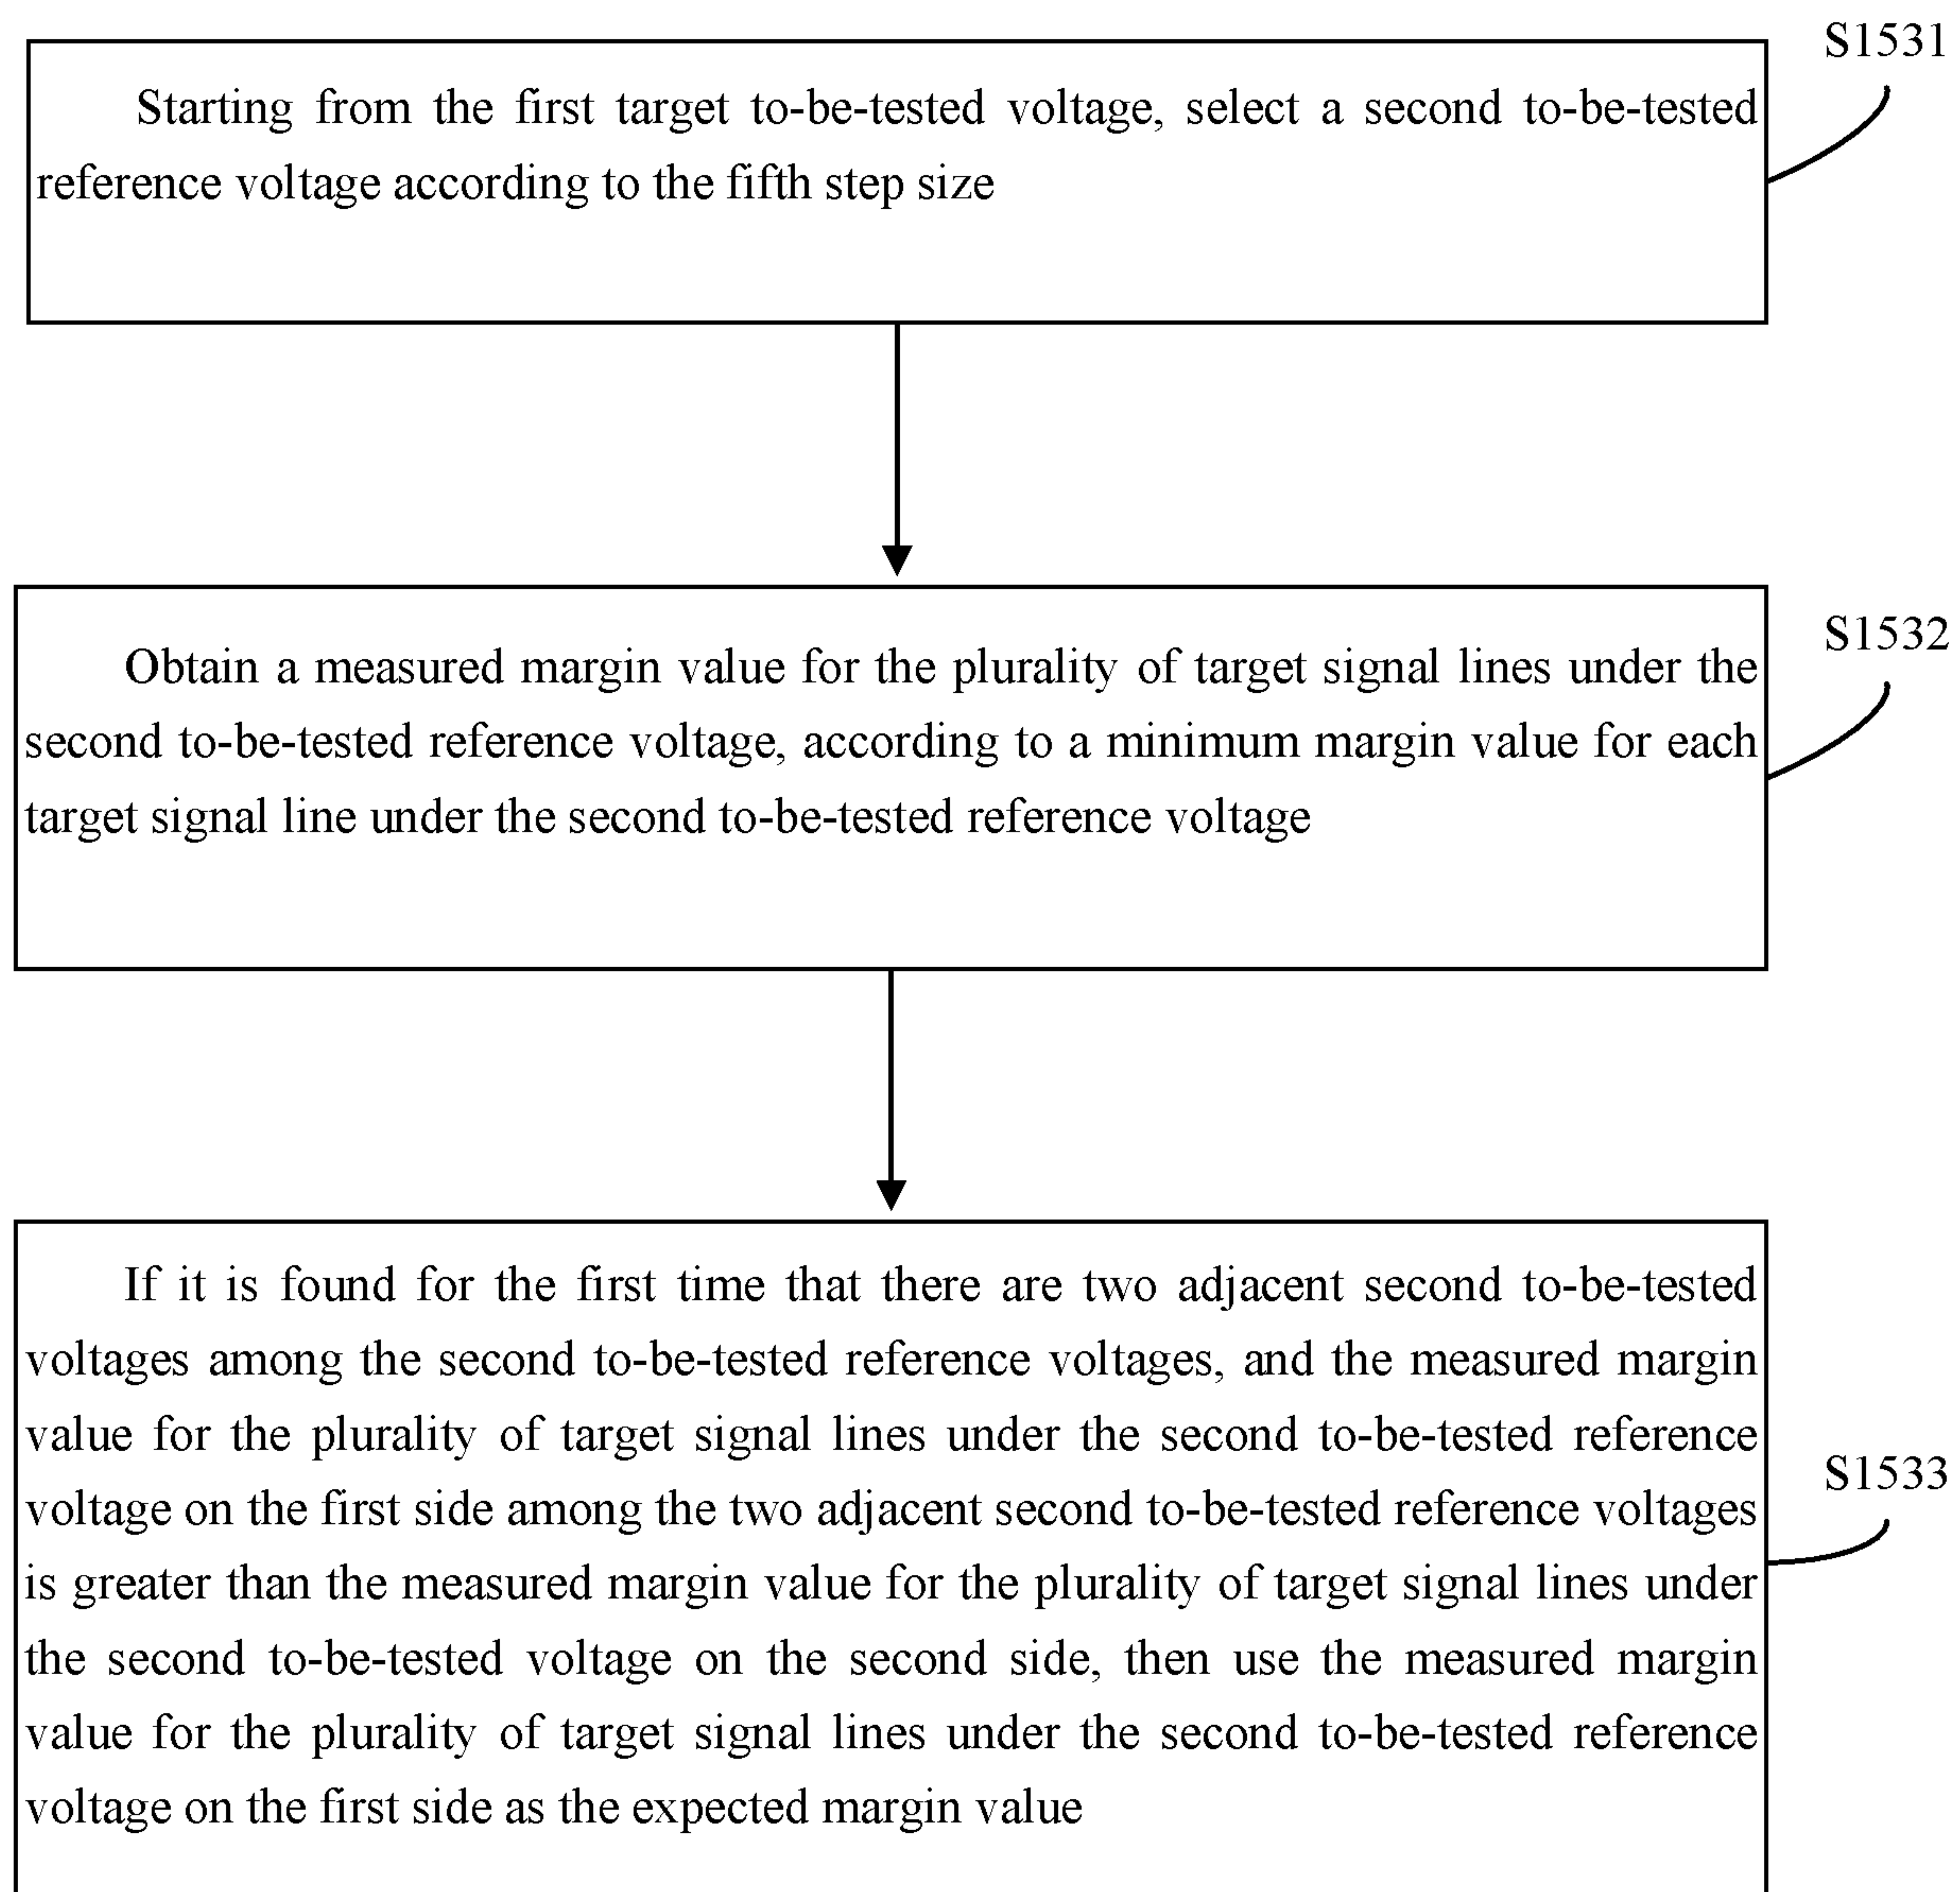 S1531
Starting from the first target to-be-tested voltage, select a second to-be-tested
reference voltage according to the fifth step size
S1532
Obtain a measured margin value for the plurality of target signal lines under the
second to-be-tested reference voltage, according to a minimum margin value for each
target signal line under the second to-be-tested reference voltage
If it is found for the first time that there are two adjacent second to-be-tested
voltages among the second to-be-tested reference voltages, and the measured margin
value for the plurality of target signal lines under the second to-be-tested reference
voltage on the first side among the two adjacent second to-be-tested reference voltages
is greater than the measured margin value for the plurality of target signal lines under
the second to-be-tested voltage on the second side, then use the measured margin
value for the plurality of target signal lines under the second to-be-tested reference
voltage on the first side as the expected margin value
S1533